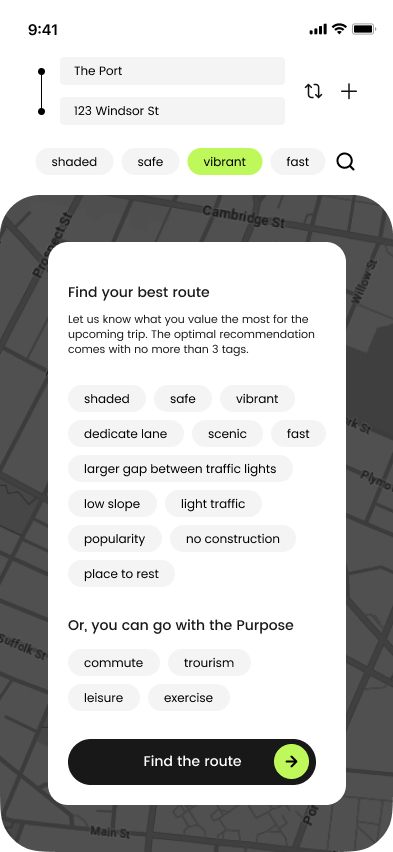 9:41
The Port
123 Windsor St
shaded safe vibrant fast
Cambridge St
Prospect St
Willow St
Find your best route
Let us know what you value the most for the
upcoming trip. The optimal recommendation
comes with no more than 3 tags.
shaded safe vibrant
dedicate lane scenic fast
larger gap between traffic lights
low slope light traffic
popularity no construction
place to rest
Or, you can go with the Purpose
Suffolk St
commute trourism
leisure exercise
Find the route
Main St